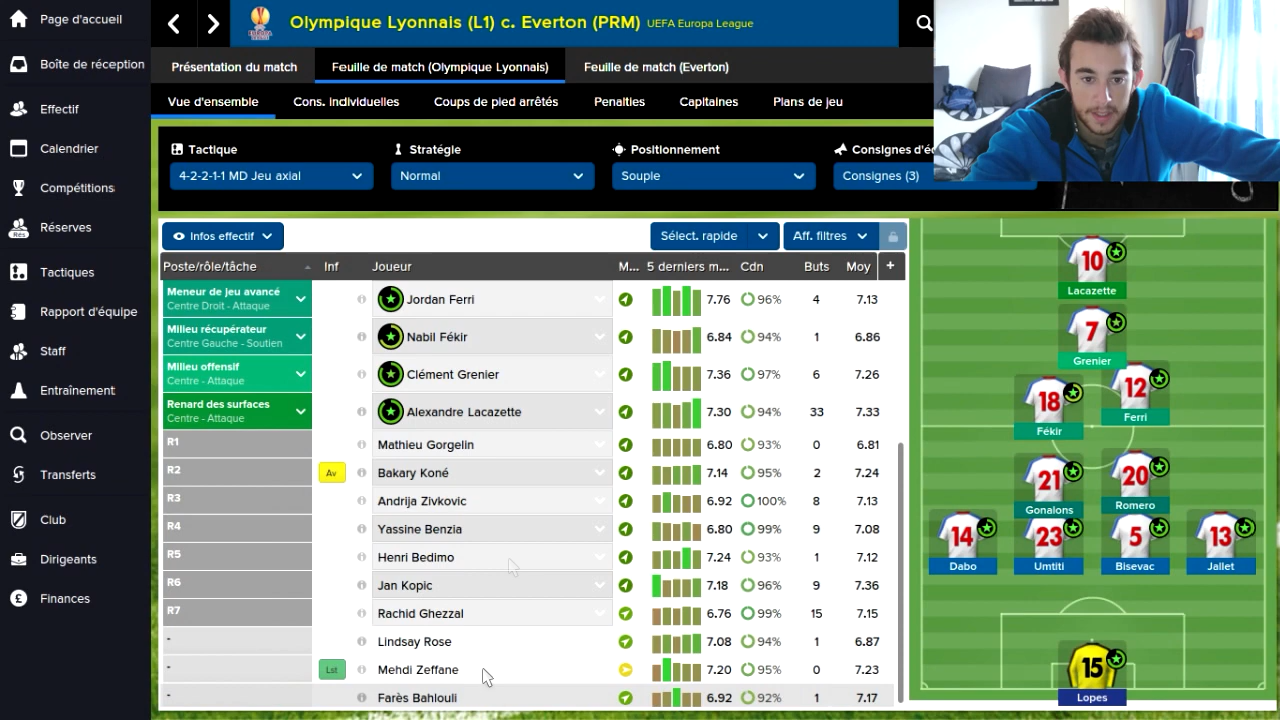 Page d'accueil
Boîte de réception
Effectif
Calendrier
Compétitions
Réserves
Tactiques
Rapport d'équipe
Staff
Entraînement
Observer
Transferts
Club
Dirigeants
Finances
Olympique Lyonnais (L1) c. Everton (PRM) UEFA Europa League
Présentation du match Feuille de match (Olympique Lyonnais) Feuille de match (Everton)
Vue d'ensemble Cons. individuelles Coups de pied arrêtés Penalties Capitaines Plans de jeu
Tactique Stratégie Positionnement Consignes d'éq
4-2-2-1-1 MD Jeu axial Normal Souple Consignes (3)
Infos effectif Sélect. rapide Aff. filtres
Poste/rôle/tâche Inf Joueur M... 5 derniers m... Cdn Buts Moy +
Meneur de jeu avancé
Centre Droit - Attaque
Jordan Ferri 7.76 96% 4 7.13
Milieu récupérateur
Centre Gauche - Soutien
Nabil Fékir 6.84 94% 1 6.86
Milieu offensif
Centre - Attaque
Clément Grenier 7.36 97% 6 7.26
Renard des surfaces
Centre - Attaque
Alexandre Lacazette 7.30 94% 33 7.33
R1 Mathieu Gorgelin 6.80 93% 0 6.81
R2 Av Bakary Koné 7.14 95% 2 7.24
R3 Andrija Zivkovic 6.92 100% 8 7.13
R4 Yassine Benzia 6.80 99% 9 7.08
R5 Henri Bedimo 7.24 93% 1 7.12
R6 Jan Kopic 7.18 96% 9 7.36
R7 Rachid Ghezzal 6.76 99% 15 7.15
- Lindsay Rose 7.08 94% 1 6.87
- Lst Mehdi Zeffane 7.20 95% 0 7.23
- Farès Bahlouli 6.92 92% 1 7.17
10
Lacazette
7
Grenier
18 12
Fékir Ferri
21 20
Gonalons Romero
14 23 5 13
Dabo Umtiti Bisevac Jallet
15
Lopes